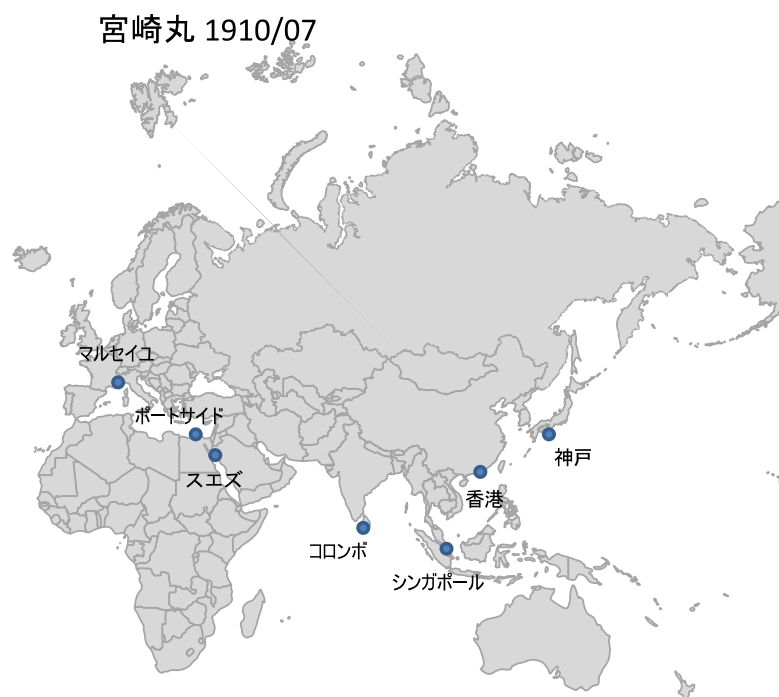 宮崎丸 1910/07
マルセイユ
ポートサイド
スエズ
神戸
香港
コロンボ
シンガポール